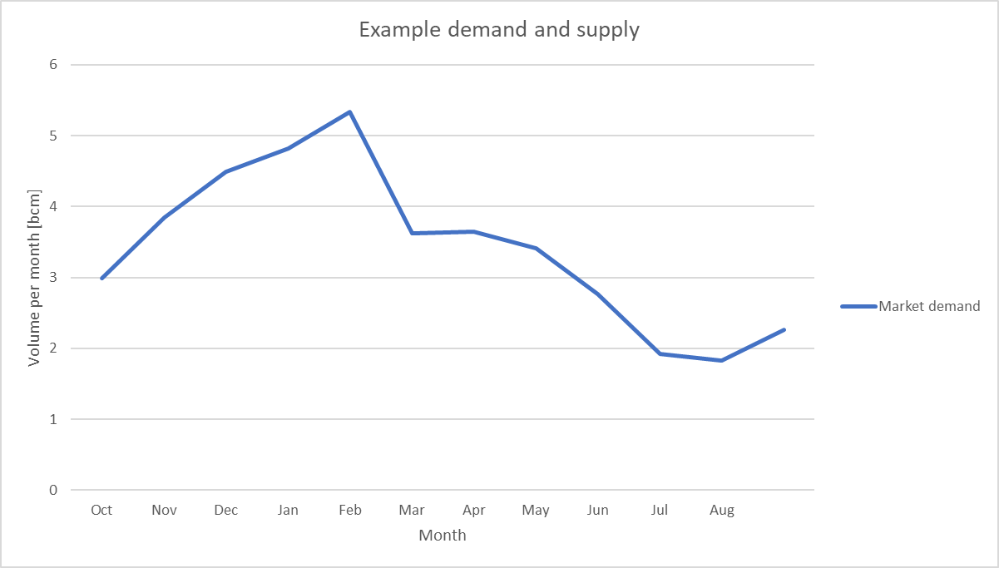 Example demand and supply
6
5
4
3
2
1
0
Volume per month [bcm]
Oct Nov Dec Jan Feb Mar Apr May Jun Jul Aug
Month
Market demand